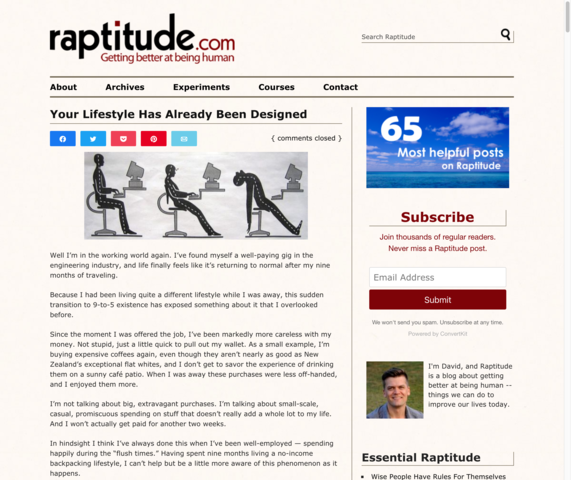 raptitude.com
Getting better at being human
Search Raptitude
About Archives Experiments Courses Contact
Your Lifestyle Has Already Been Designed
{ comments closed }
Well I'm in the working world again. I've found myself a well-paying gig in the
engineering industry, and life finally feels like it's returning to normal after my nine
months of traveling.
Because I had been living quite a different lifestyle while I was away, this sudden
transition to 9-to-5 existence has exposed something about it that I overlooked
before.
Since the moment I was offered the job, I've been markedly more careless with my
money. Not stupid, just a little quick to pull out my wallet. As a small example, I'm
buying expensive coffees again, even though they aren't nearly as good as New
Zealand's exceptional flat whites, and I don't get to savor the experience of drinking
them on a sunny café patio. When I was away these purchases were less off-handed,
and I enjoyed them more.
I'm not talking about big, extravagant purchases. I'm talking about small-scale,
casual, promiscuous spending on stuff that doesn't really add a whole lot to my life.
And I won't actually get paid for another two weeks.
In hindsight I think I've always done this when I've been well-employed — spending
happily during the "flush times." Having spent nine months living a no-income
backpacking lifestyle, I can't help but be a little more aware of this phenomenon as it
happens.
65
Most helpful posts
on Raptitude
Subscribe
Join thousands of regular readers.
Never miss a Raptitude post.
Email Address
Submit
We won't send you spam. Unsubscribe at any time.
Powered by ConvertKit
I'm David, and Raptitude
is a blog about getting
better at being human --
things we can do to
improve our lives today.
Essential Raptitude
Wise People Have Rules For Themselves